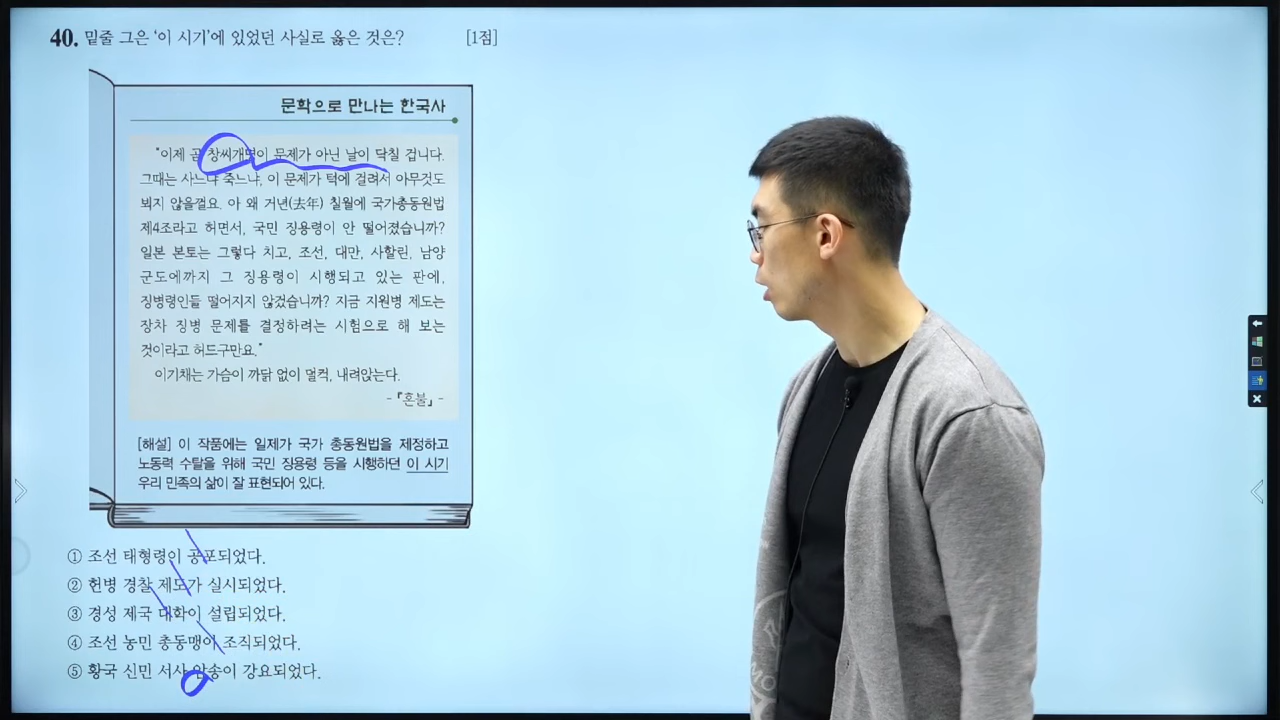 40. 밑줄 그은 '이 시기'에 있었던 사실로 옳은 것은? [1점]
문학으로 만나는 한국사
"이제 곧 창씨개명이 문제가 아닌 날이 닥칠 겁니다.
그때는 사느냐 죽느냐, 이 문제가 턱에 걸려서 아무것도
뵈지 않을껄요. 아 왜 거년(去年) 칠월에 국가총동원법
제4조라고 허면서, 국민 징용령이 안 떨어졌습니까?
일본 본토는 그렇다 치고, 조선, 대만, 사할린, 남양
군도에까지 그 징용령이 시행되고 있는 판에,
징병령인들 떨어지지 않겠습니까? 지금 지원병 제도는
장차 징병 문제를 결정하려는 시험으로 해 보는
것이라고 허드구만요."
이기채는 가슴이 까닭 없이 덜컥, 내려앉는다.
- 『혼불』 -
[해설] 이 작품에는 일제가 국가 총동원법을 제정하고
노동력 수탈을 위해 국민 징용령 등을 시행하던 이 시기
우리 민족의 삶이 잘 표현되어 있다.
① 조선 태형령이 공포되었다.
② 헌병 경찰 제도가 실시되었다.
③ 경성 제국 대학이 설립되었다.
④ 조선 농민 총동맹이 조직되었다.
⑤ 황국 신민 서사 암송이 강요되었다.